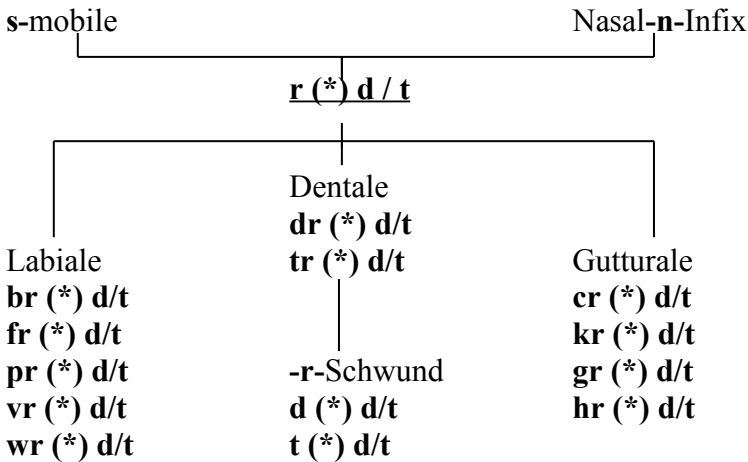 s-mobile
Nasal-n-Infix
r (*) d / t
Dentale
dr (*) d/t
tr (*) d/t
Labiale
br (*) d/t
fr (*) d/t
pr (*) d/t
vr (*) d/t
wr (*) d/t
-r-Schwund
d (*) d/t
t (*) d/t
Gutturale
cr (*) d/t
kr (*) d/t
gr (*) d/t
hr (*) d/t